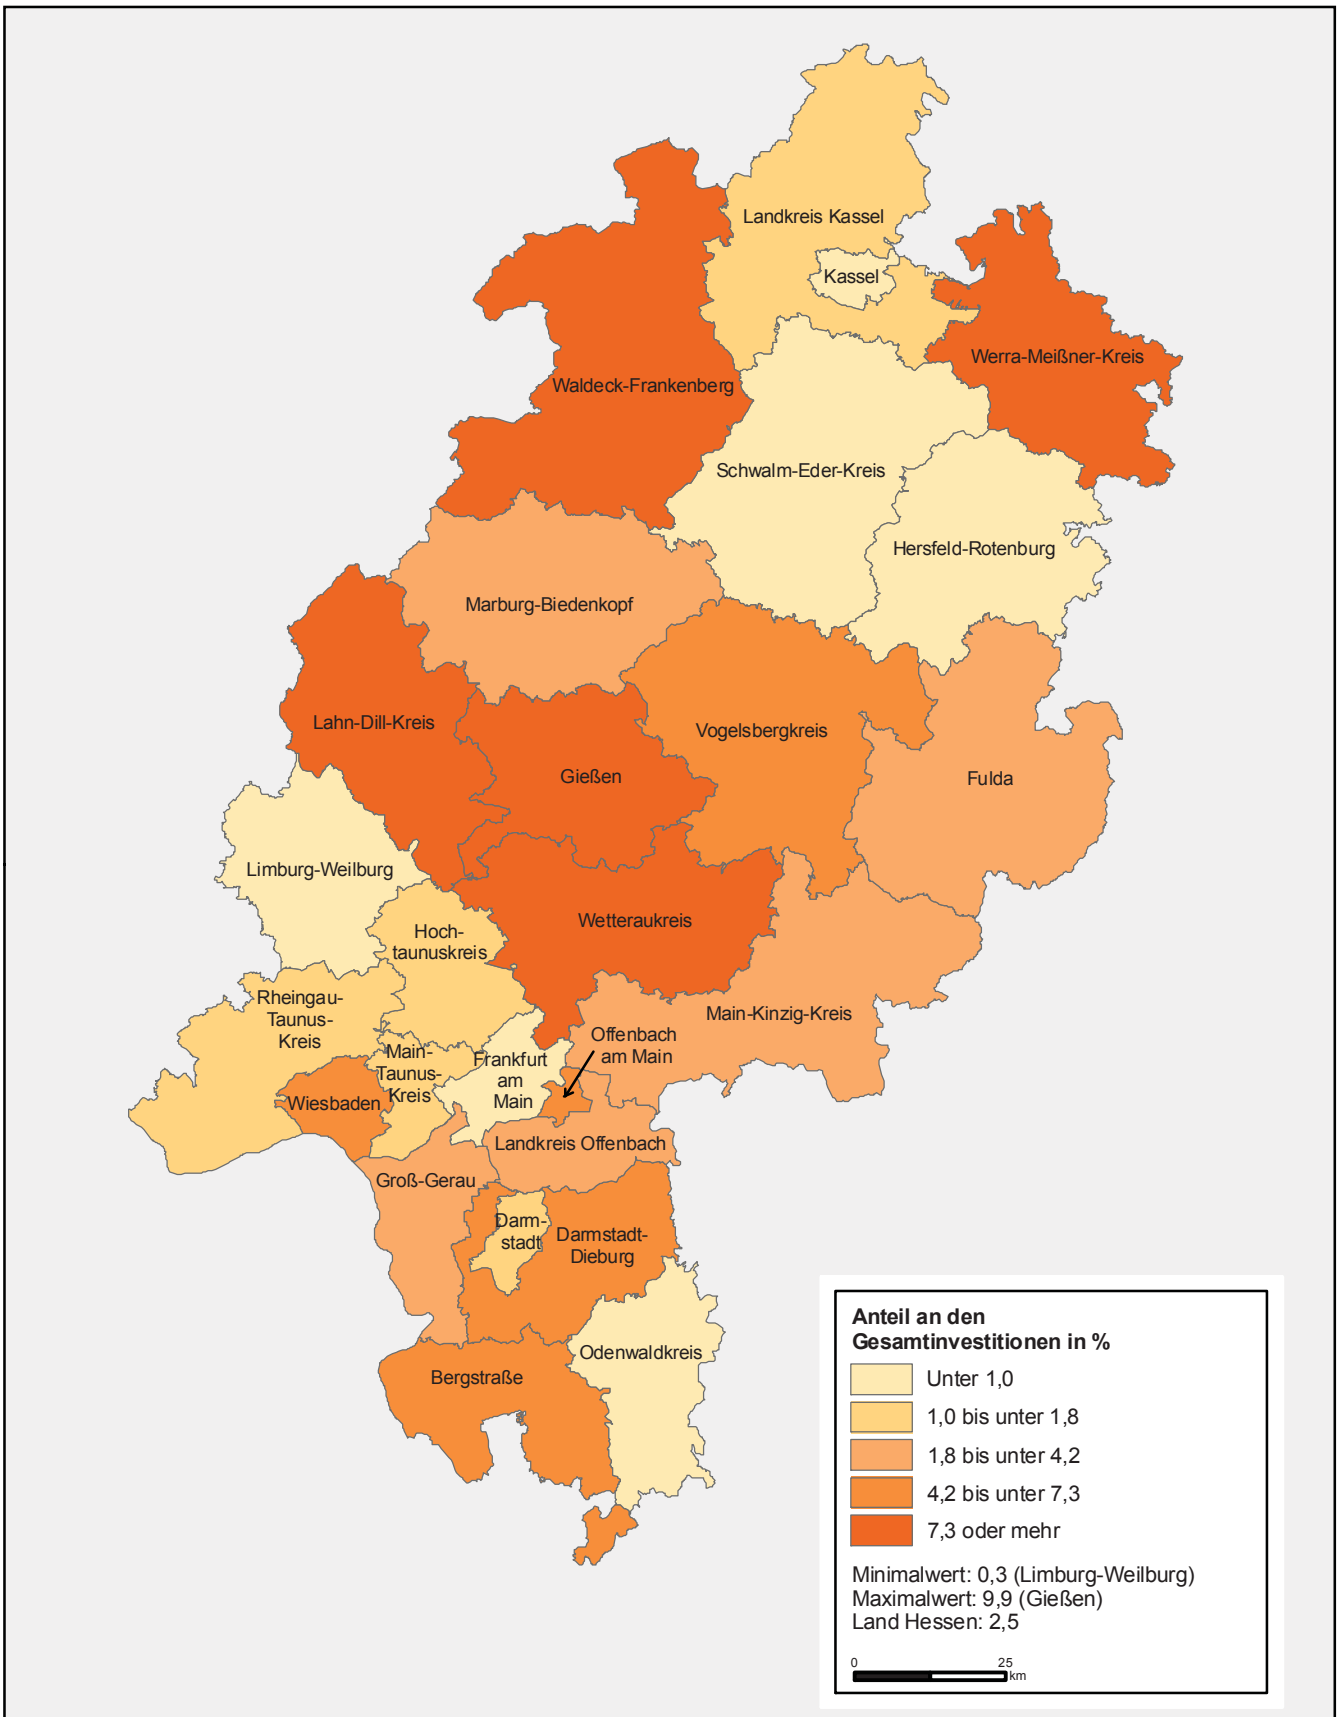 Landkreis Kassel
Kassel
Werra-Meißner-Kreis
Waldeck-Frankenberg
Schwalm-Eder-Kreis
Hersfeld-Rotenburg
Marburg-Biedenkopf
Lahn-Dill-Kreis
Vogelsbergkreis
Gießen
Fulda
Limburg-Weilburg
Wetteraukreis
Hoch-
taunuskreis
Rheingau-
Taunus-
Kreis
Main-Kinzig-Kreis
Offenbach
am Main
Main-
Taunus-
Kreis
Frankfurt
am
Main
Wiesbaden
Landkreis Offenbach
Groß-Gerau
Darm-
stadt
Darmstadt-
Dieburg
Odenwaldkreis
Bergstraße
Anteil an den
Gesamtinvestitionen in %
Unter 1,0
1,0 bis unter 1,8
1,8 bis unter 4,2
4,2 bis unter 7,3
7,3 oder mehr
Minimalwert: 0,3 (Limburg-Weilburg)
Maximalwert: 9,9 (Gießen)
Land Hessen: 2,5
0 25
km